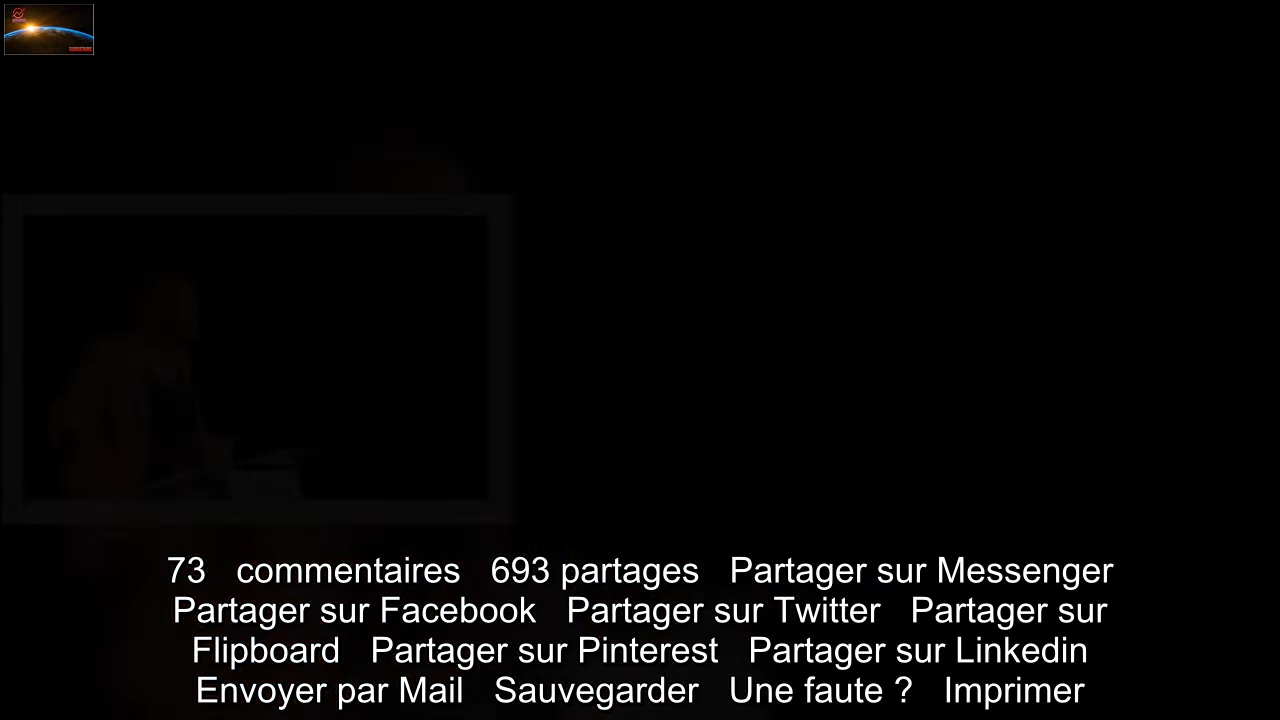 SUBSCRIBE
73 commentaires 693 partages Partager sur Messenger
Partager sur Facebook Partager sur Twitter Partager sur
Flipboard Partager sur Pinterest Partager sur Linkedin
Envoyer par Mail Sauvegarder Une faute ? Imprimer